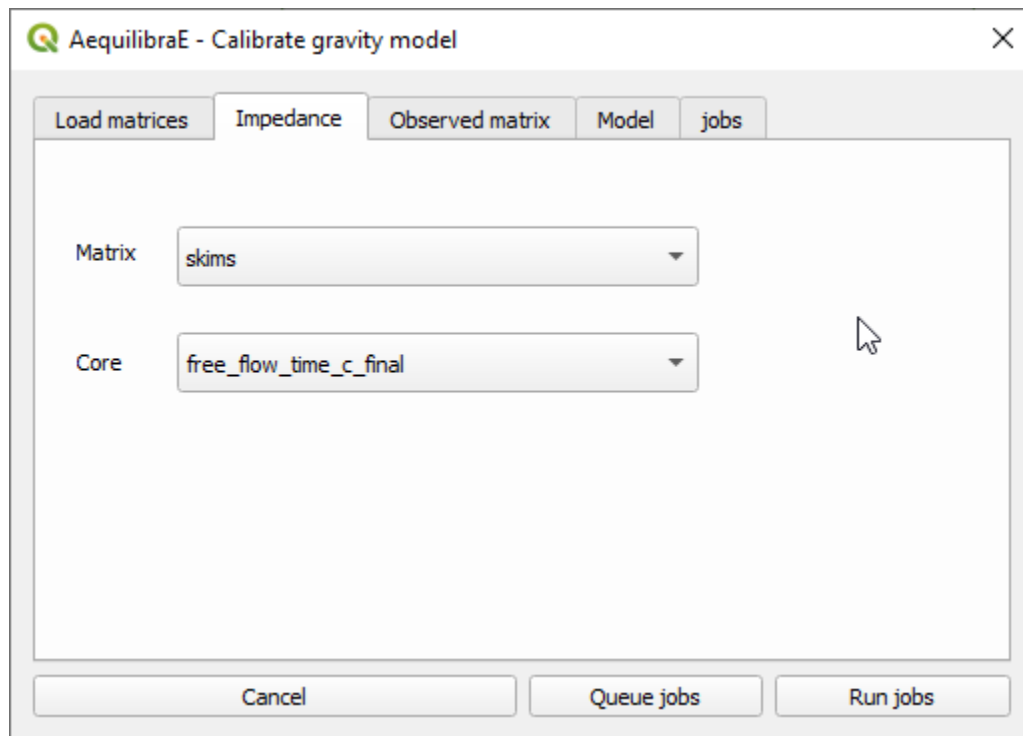 AequilibraE - Calibrate gravity model
Load matrices Impedance Observed matrix Model jobs
Matrix skims
Core free_flow_time_c_final
Cancel Queue jobs Run jobs